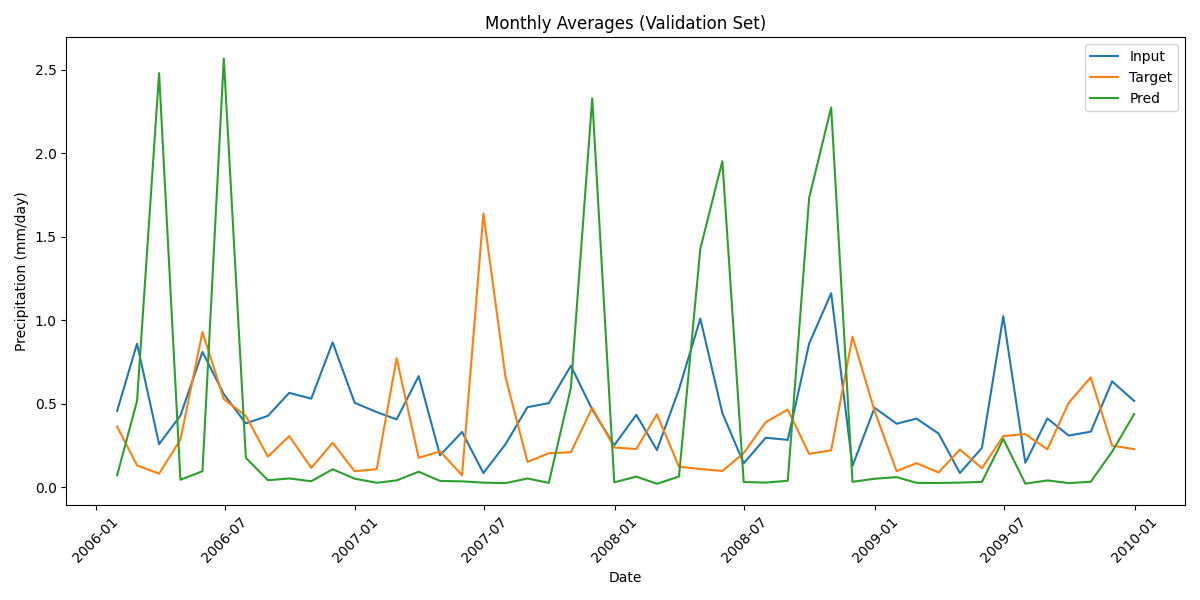 Monthly Averages (Validation Set)
Input
Target
Pred
Precipitation (mm/day)
2.5
2.0
1.5
1.0
0.5
0.0
2006-01
2006-07
2007-01
2007-07
2008-01
2008-07
2009-01
2009-07
2010-01
Date